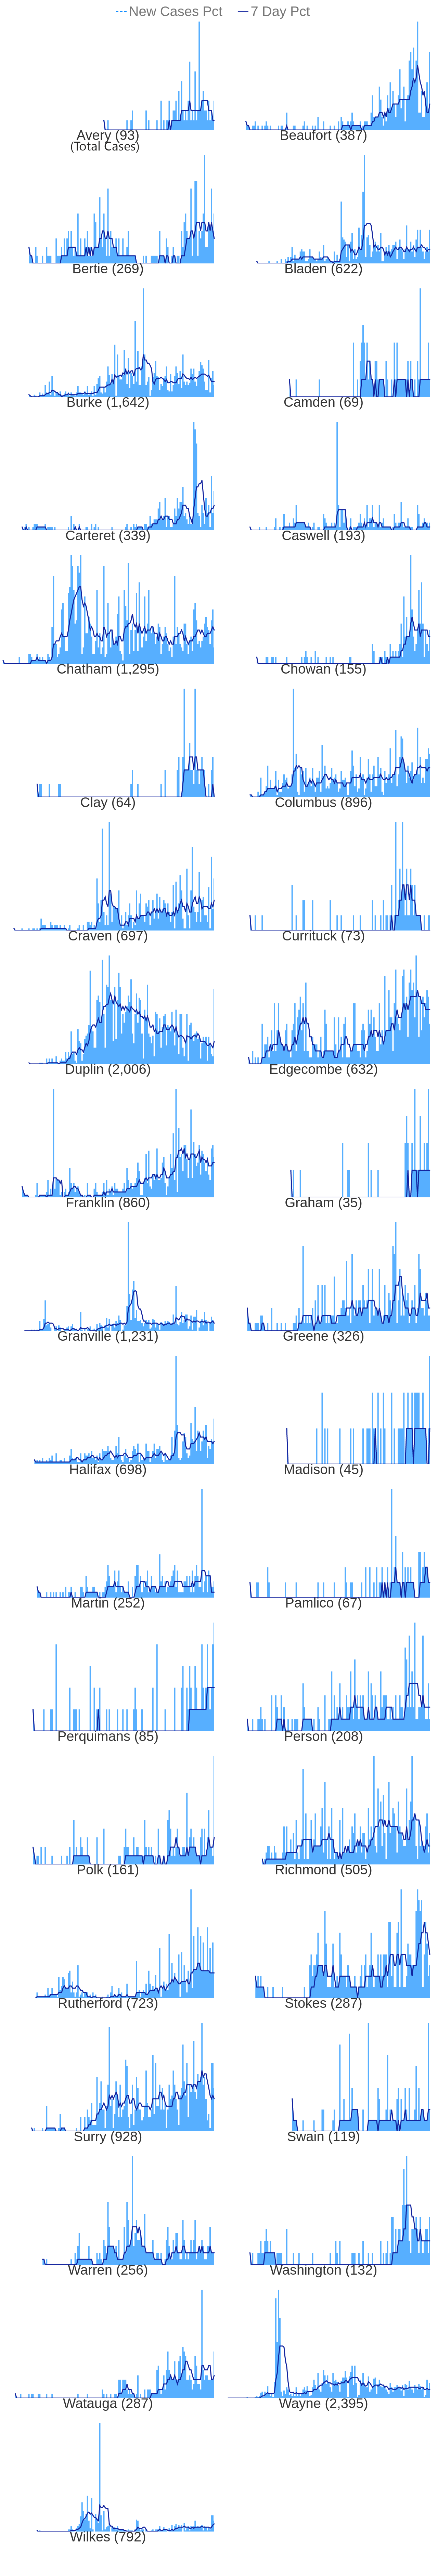 New Cases Pct 7 Day Pct
Avery (93) Beaufort (387)
(Total Cases)
Bertie (269) Bladen (622)
Burke (1,642) Camden (69)
Carteret (339) Caswell (193)
Chatham (1,295) Chowan (155)
Clay (64) Columbus (896)
Craven (697) Currituck (73)
Duplin (2,006) Edgecombe (632)
Franklin (860) Graham (35)
Granville (1,231) Greene (326)
Halifax (698) Madison (45)
Martin (252) Pamlico (67)
Perquimans (85) Person (208)
Polk (161) Richmond (505)
Rutherford (723) Stokes (287)
Surry (928) Swain (119)
Warren (256) Washington (132)
Watauga (287) Wayne (2,395)
Wilkes (792)